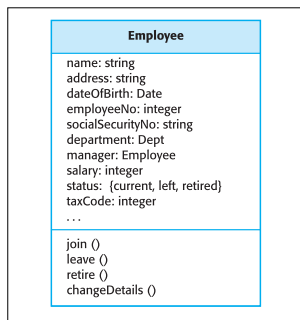 Employee
name: string
address: string
dateOfBirth: Date
employeeNo: integer
socialSecurityNo: string
department: Dept
manager: Employee
salary: integer
status: {current, left, retired}
taxCode: integer
. . .
join ()
leave ()
retire ()
changeDetails ()